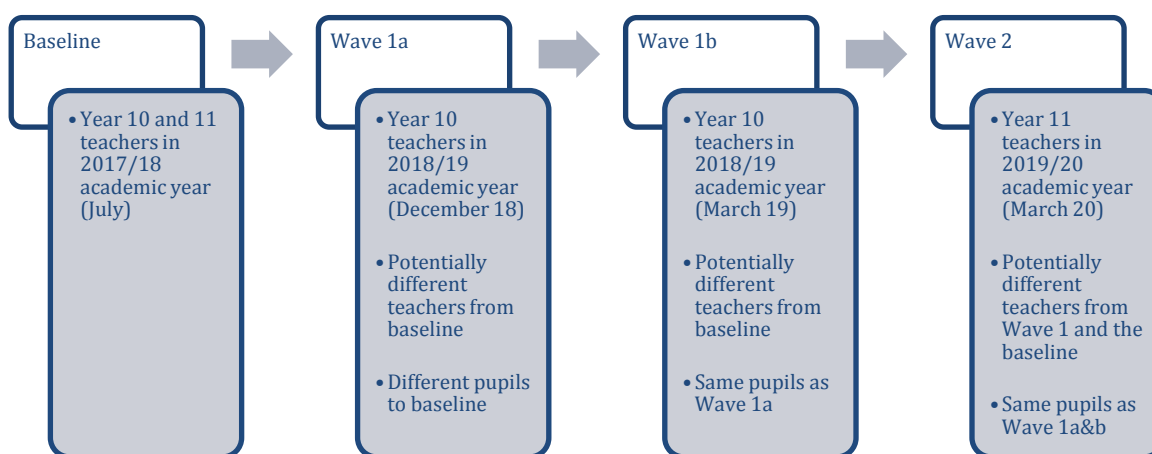 Baseline
• Year 10 and 11
teachers in
2017/18
academic year
(July)
Wave 1a
• Year 10
teachers in
2018/19
academic year
(December 18)
• Potentially
different
teachers from
baseline
• Different pupils
to baseline
Wave 1b
• Year 10
teachers in
2018/19
academic year
(March 19)
• Potentially
different
teachers from
baseline
• Same pupils as
Wave 1a
Wave 2
• Year 11
teachers in
2019/20
academic year
(March 20)
• Potentially
different
teachers from
Wave 1 and the
baseline
• Same pupils as
Wave 1a&b